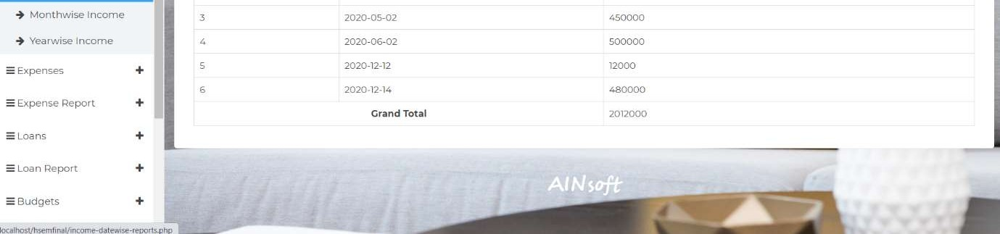 Monthwise Income
Yearwise Income
Expenses
Expense Report
Loans
Loan Report
Budgets
3 2020-05-02 450000
4 2020-06-02 500000
5 2020-12-12 12000
6 2020-12-14 480000
Grand Total 2012000
AINsoft
localhost/hsemfinal/income-datewise-reports.php